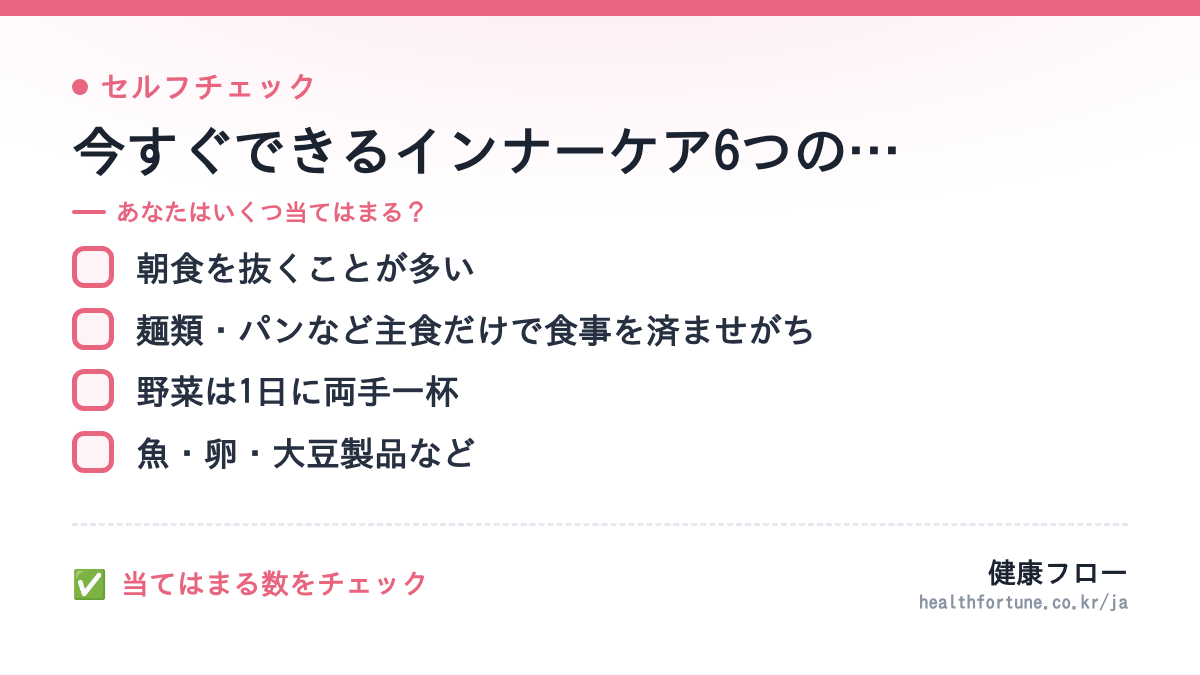 セルフチェック
今すぐできるインナーケア6つの…
あなたはいくつ当てはまる？
朝食を抜くことが多い
麺類・パンなど主食だけで食事を済ませがち
野菜は1日に両手一杯
魚・卵・大豆製品など
✅ 当てはまる数をチェック
健康フロー
healthfortune.co.kr/ja